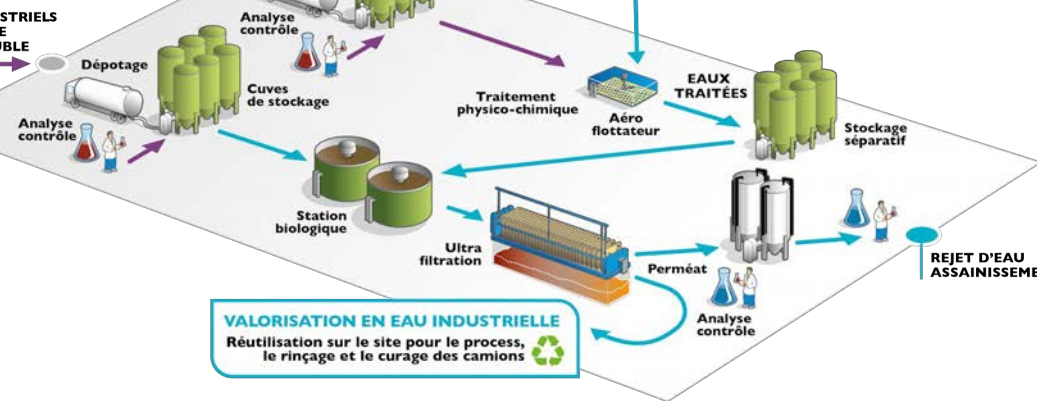 Analyse
contrôle
Dépotage
Cuves
de stockage
Analyse
contrôle
Traitement
physico-chimique
Aéro
flottateur
EAUX
TRAITÉES
Stockage
séparatif
Station
biologique
Ultra
filtration
Perméat
Analyse
contrôle
REJET D'EAU
VALORISATION EN EAU INDUSTRIELLE
Réutilisation sur le site pour le process,
le rinçage et le curage des camions